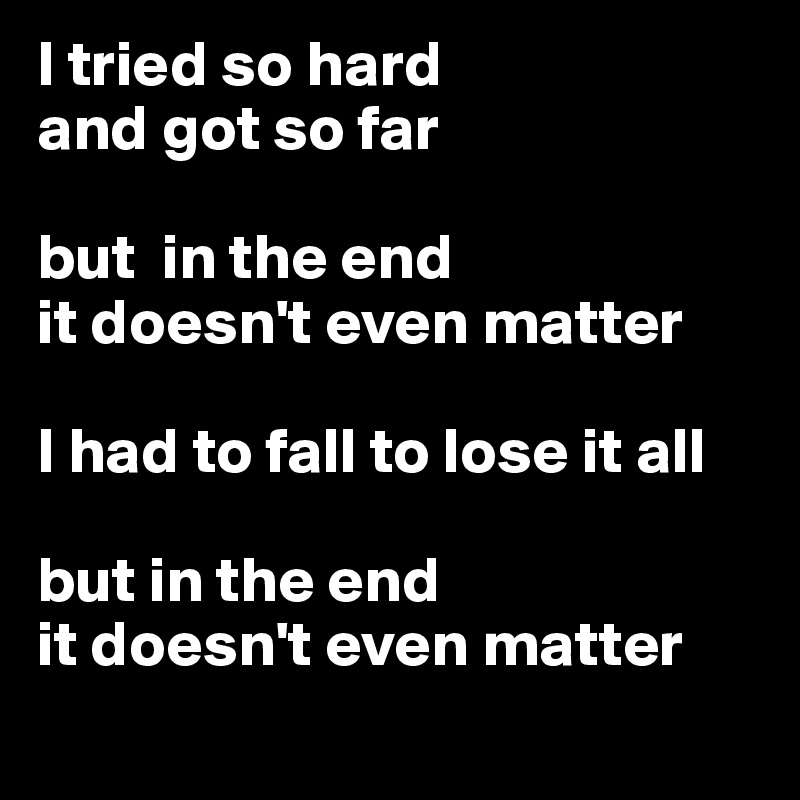 I tried so hard
and got so far
but  in the end
it doesn't even matter
I had to fall to lose it all
but in the end
it doesn't even matter